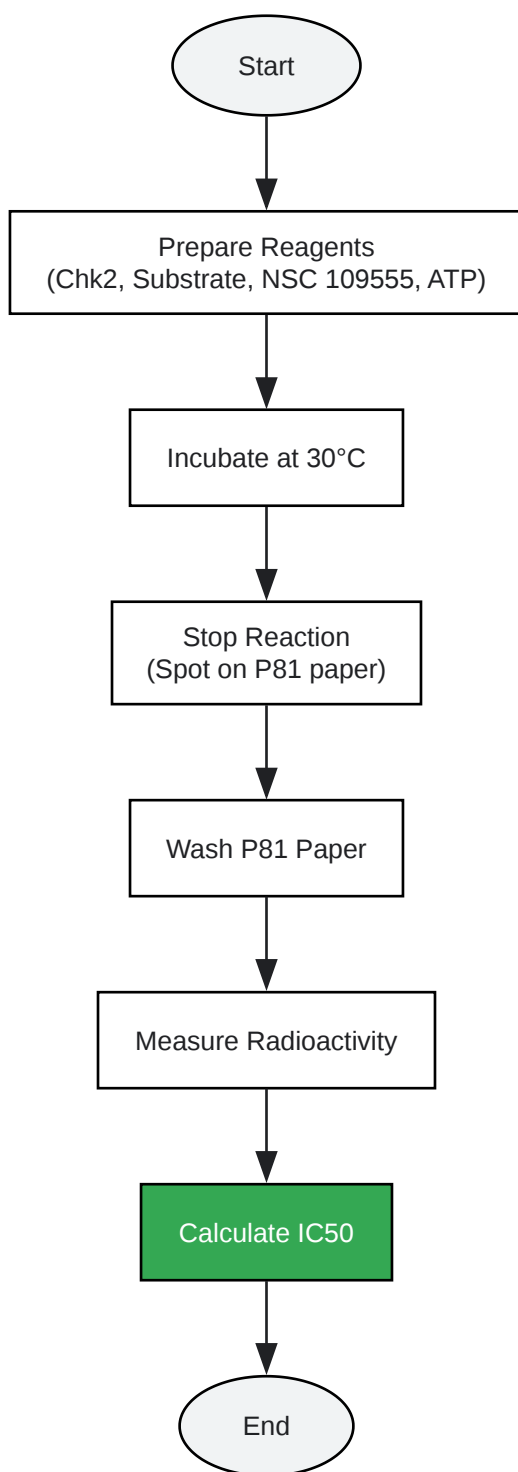 Start
Prepare Reagents
(Chk2, Substrate, NSC 109555, ATP)
Incubate at 30°C
Stop Reaction
(Spot on P81 paper)
Wash P81 Paper
Measure Radioactivity
Calculate IC50
End